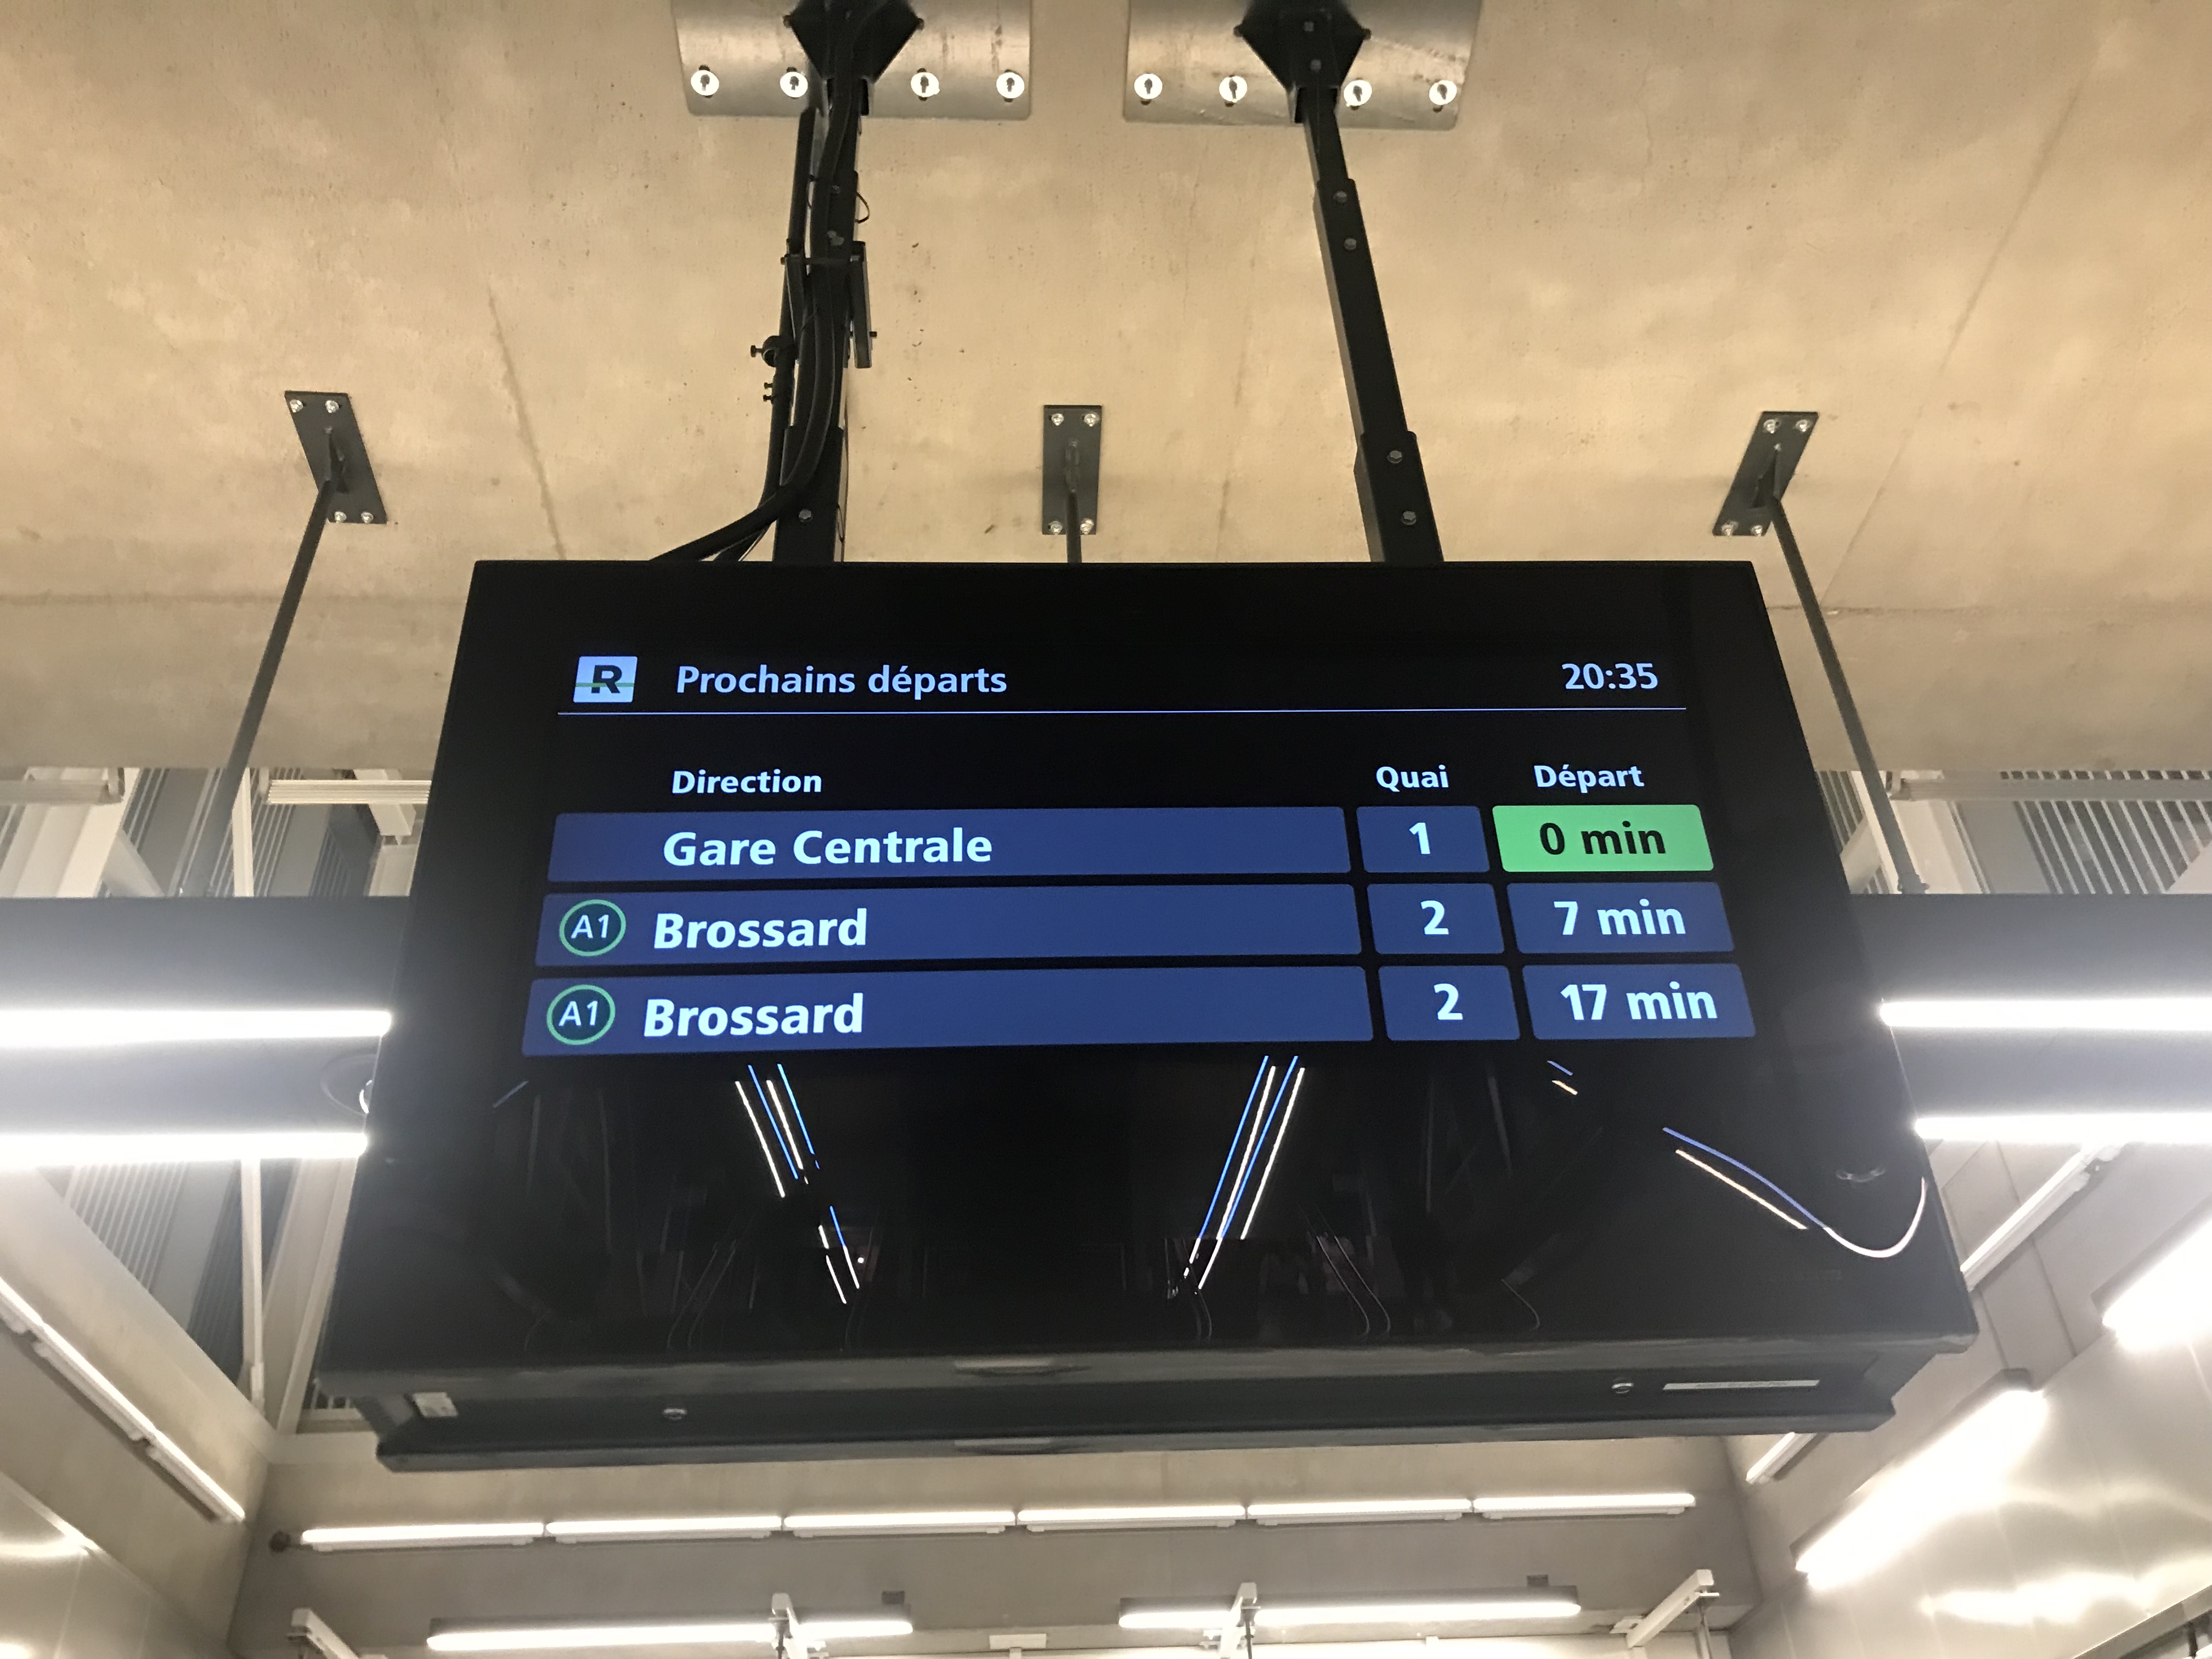 R Prochains départs 20:35
Direction Quai Départ
Gare Centrale 1 0 min
A1 Brossard 2 7 min
A1 Brossard 2 17 min